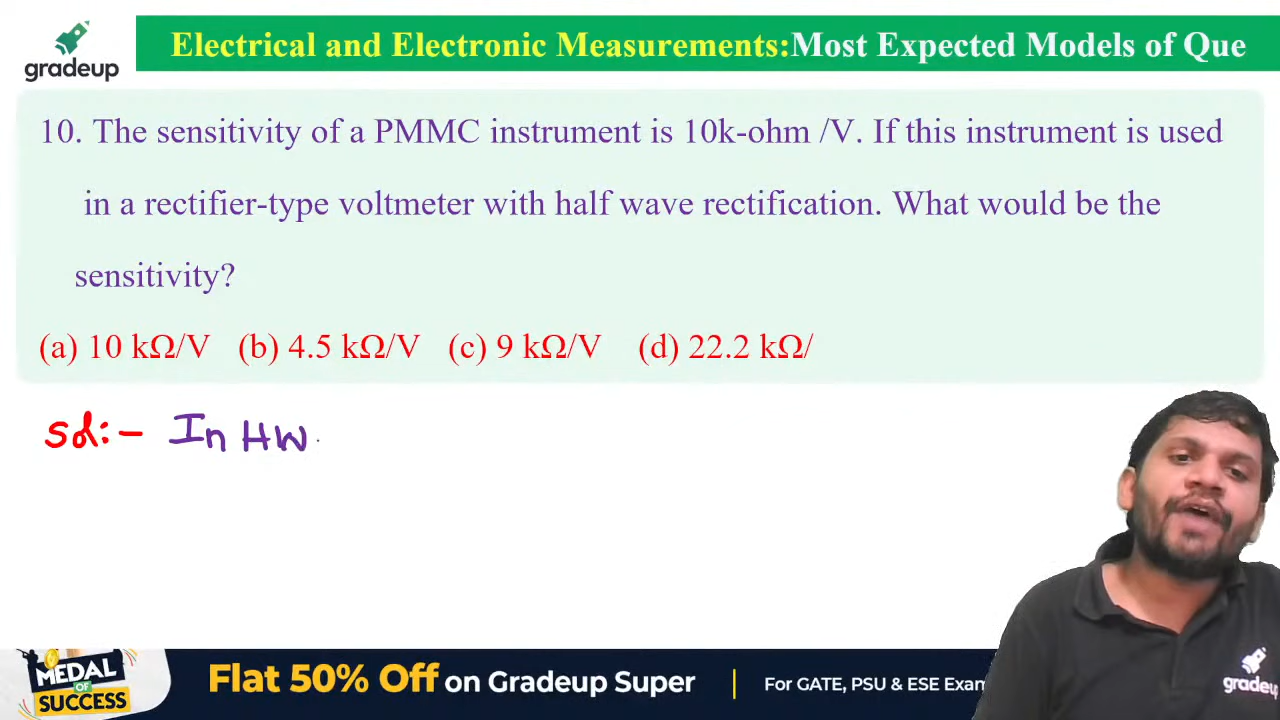 gradeup
Electrical and Electronic Measurements:Most Expected Models of Que
10. The sensitivity of a PMMC instrument is 10k-ohm /V. If this instrument is used
in a rectifier-type voltmeter with half wave rectification. What would be the
sensitivity?
(a) 10 kΩ/V (b) 4.5 kΩ/V (c) 9 kΩ/V (d) 22.2 kΩ/
Sol:- In HW
gradeup
MEDAL
OF
SUCCESS
Flat 50% Off on Gradeup Super
For GATE, PSU & ESE Exam